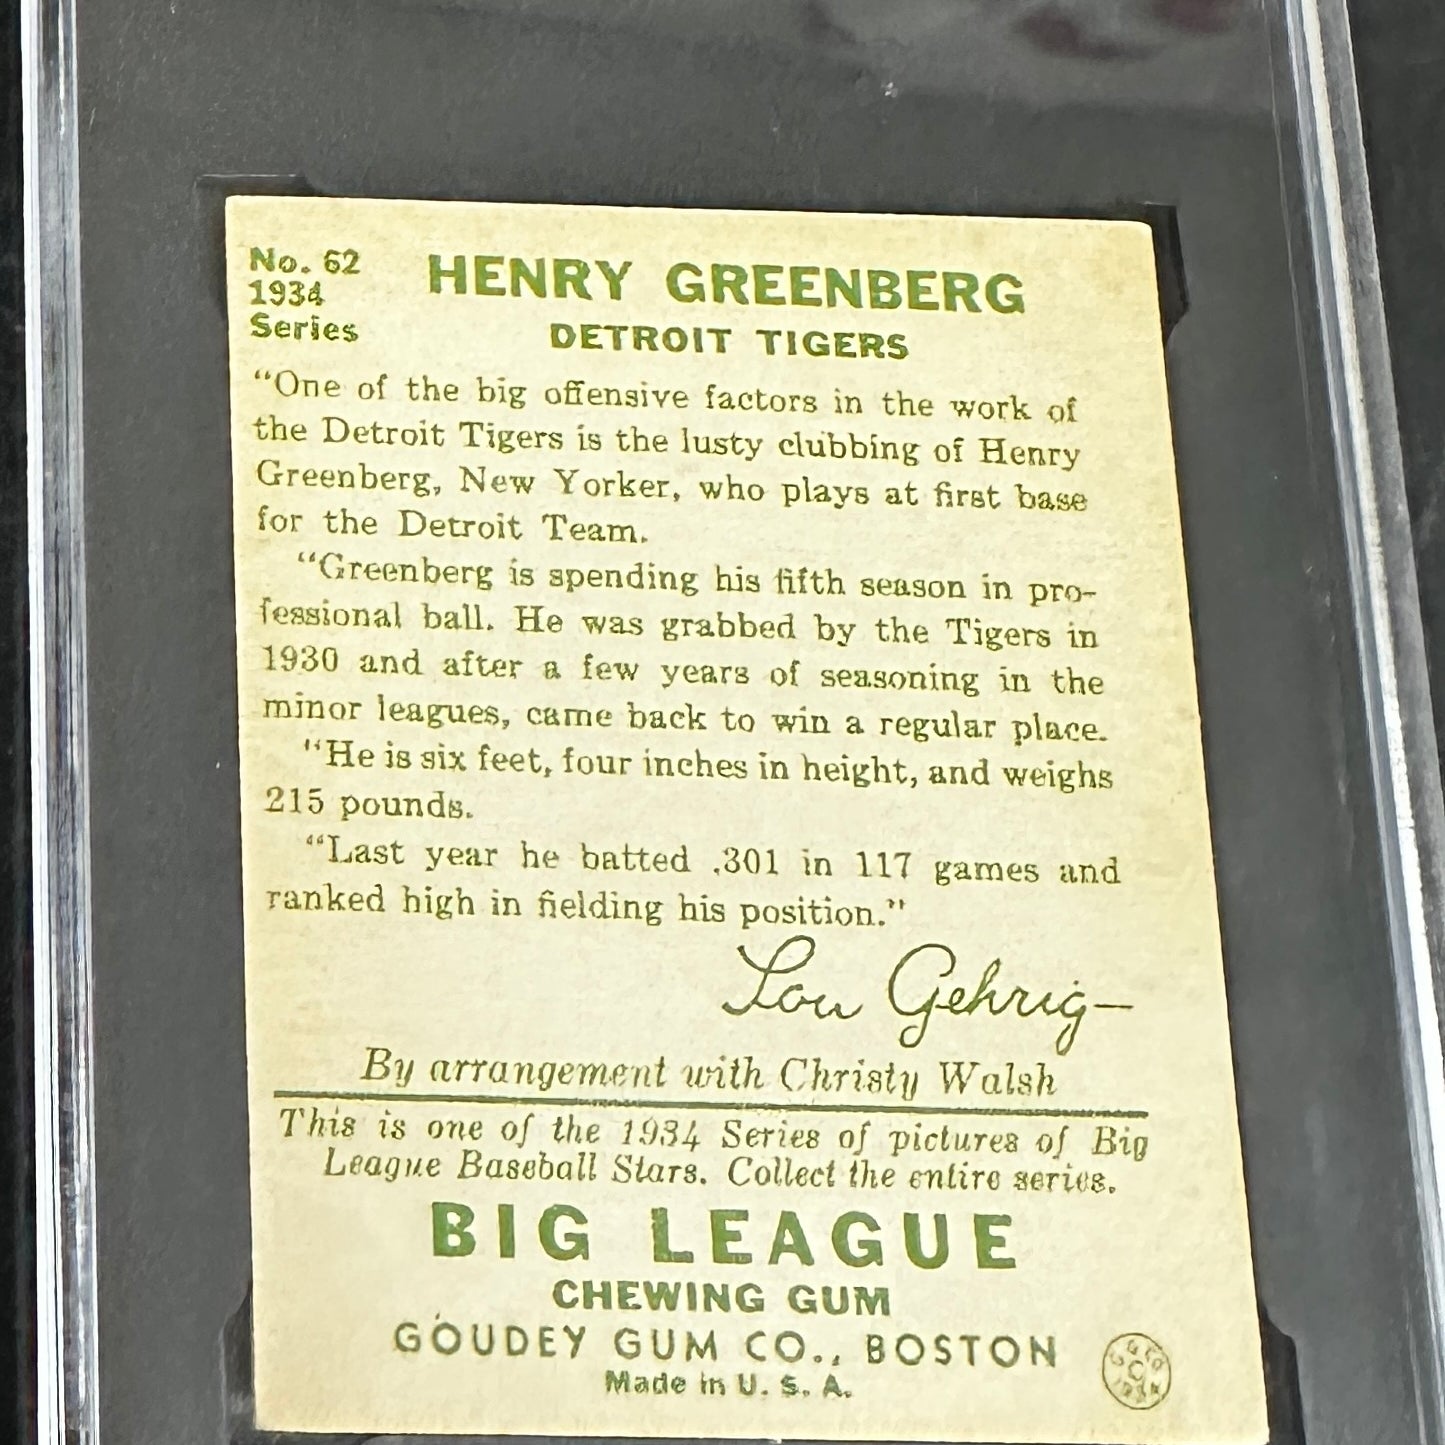 No. 62
1934
Series
HENRY GREENBERG
DETROIT TIGERS
“One of the big offensive factors in the work of
the Detroit Tigers is the lusty clubbing of Henry
Greenberg, New Yorker, who plays at first base
for the Detroit Team.
“Greenberg is spending his fifth season in pro-
fessional ball. He was grabbed by the Tigers in
1930 and after a few years of seasoning in the
minor leagues, came back to win a regular place.
“He is six feet, four inches in height, and weighs
215 pounds.
“Last year he batted .301 in 117 games and
ranked high in fielding his position.”
Lou Gehrig—
By arrangement with Christy Walsh
This is one of the 1934 Series of pictures of Big
League Baseball Stars. Collect the entire series.
BIG LEAGUE
CHEWING GUM
GOUDEY GUM CO., BOSTON
Made in U. S. A.